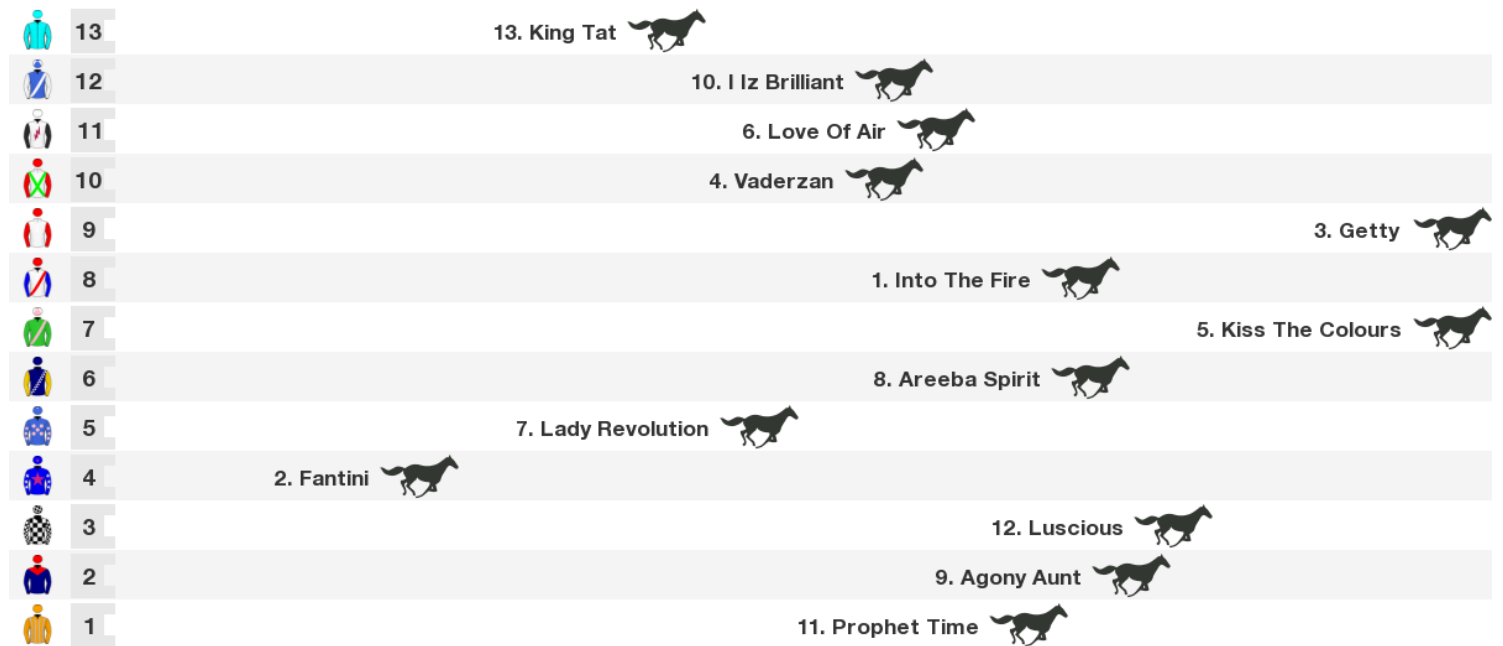 13 13. King Tat
12 10. I Iz Brilliant
11 6. Love Of Air
10 4. Vaderzan
9 3. Getty
8 1. Into The Fire
7 5. Kiss The Colours
6 8. Areeba Spirit
5 7. Lady Revolution
4 2. Fantini
3 12. Luscious
2 9. Agony Aunt
1 11. Prophet Time